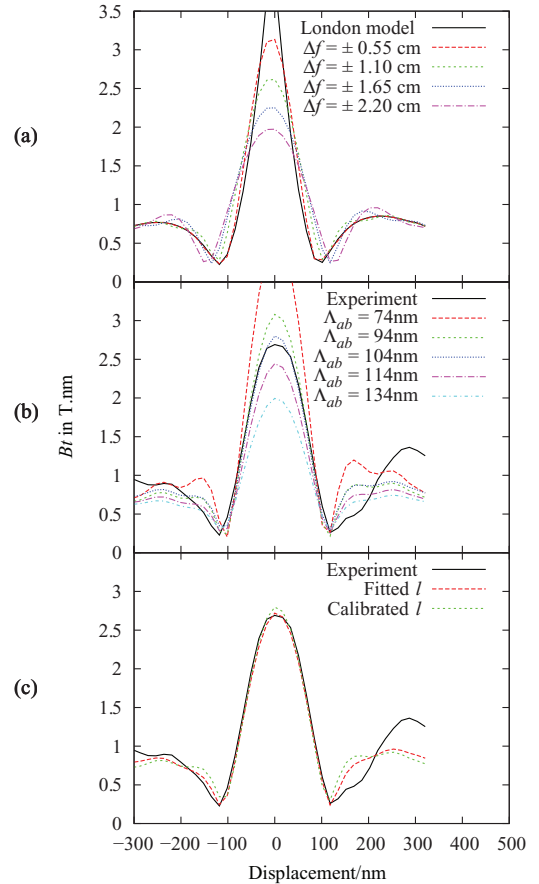 (a)
3.5
3
2.5
2
1.5
1
0.5
0
London model
Δf = ± 0.55 cm
Δf = ± 1.10 cm
Δf = ± 1.65 cm
Δf = ± 2.20 cm
(b)
Bt in T.nm
3
2.5
2
1.5
1
0.5
0
Experiment
Λab = 74nm
Λab = 94nm
Λab = 104nm
Λab = 114nm
Λab = 134nm
(c)
3
2.5
2
1.5
1
0.5
0
Experiment
Fitted l
Calibrated l
−300 −200 −100 0 100 200 300 400 500
Displacement/nm